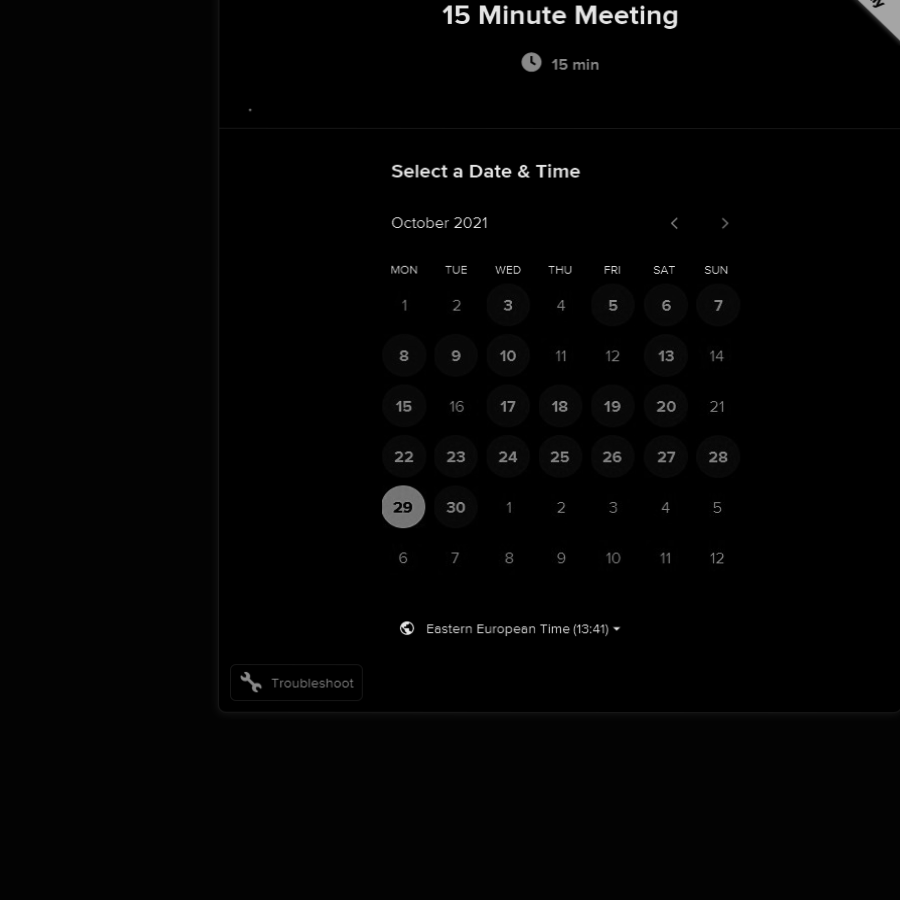 15 Minute Meeting
15 min
Select a Date & Time
October 2021
MON TUE WED THU FRI SAT SUN
1 2 3 4 5 6 7
8 9 10 11 12 13 14
15 16 17 18 19 20 21
22 23 24 25 26 27 28
29 30 1 2 3 4 5
6 7 8 9 10 11 12
Eastern European Time (13:41)
Troubleshoot